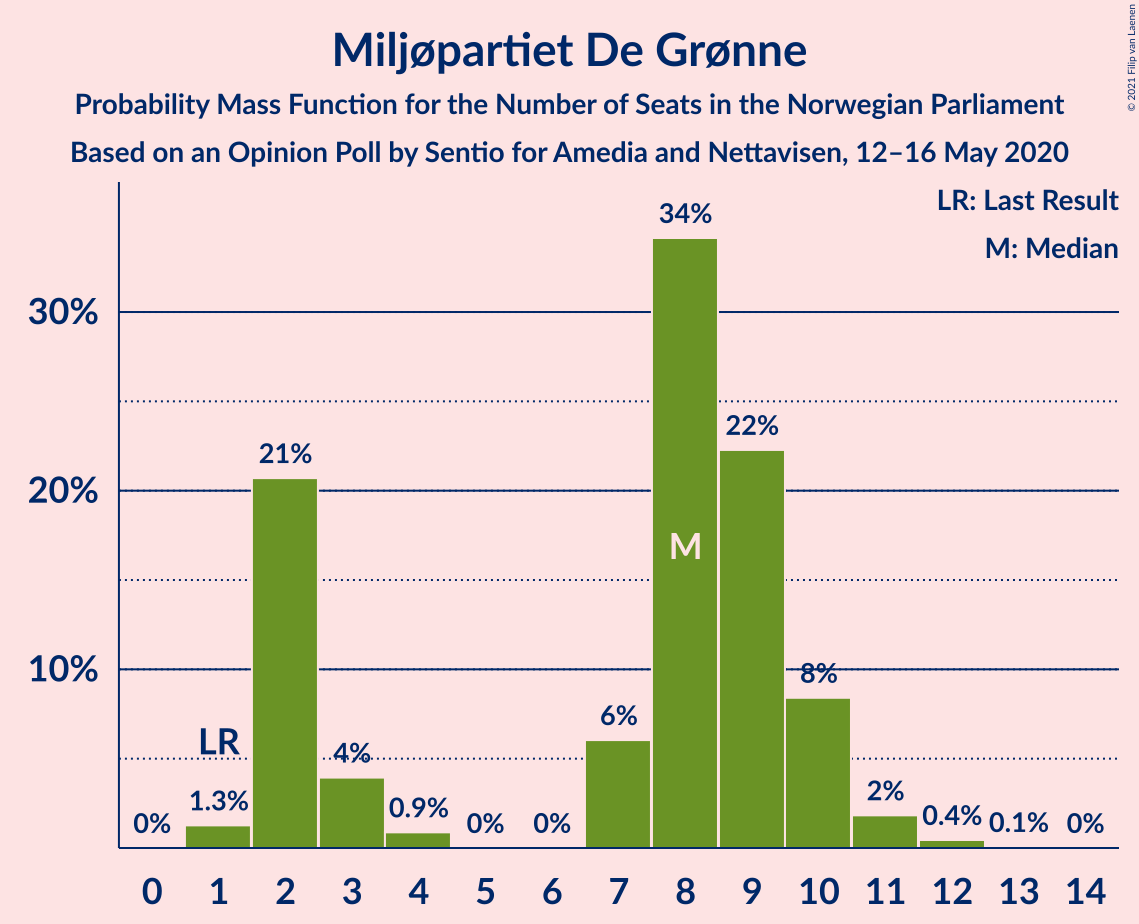 Miljøpartiet De Grønne
Probability Mass Function for the Number of Seats in the Norwegian Parliament
Based on an Opinion Poll by Sentio for Amedia and Nettavisen, 12–16 May 2020
© 2021 Filip van Laenen
LR: Last Result
M: Median
34%
30%
22%
21%
20%
M
10%
8%
6%
LR
4%
2%
1.3%
0.9%
0.4%
0.1%
0%
0%
0%
0%
0 1 2 3 4 5 6 7 8 9 10 11 12 13 14